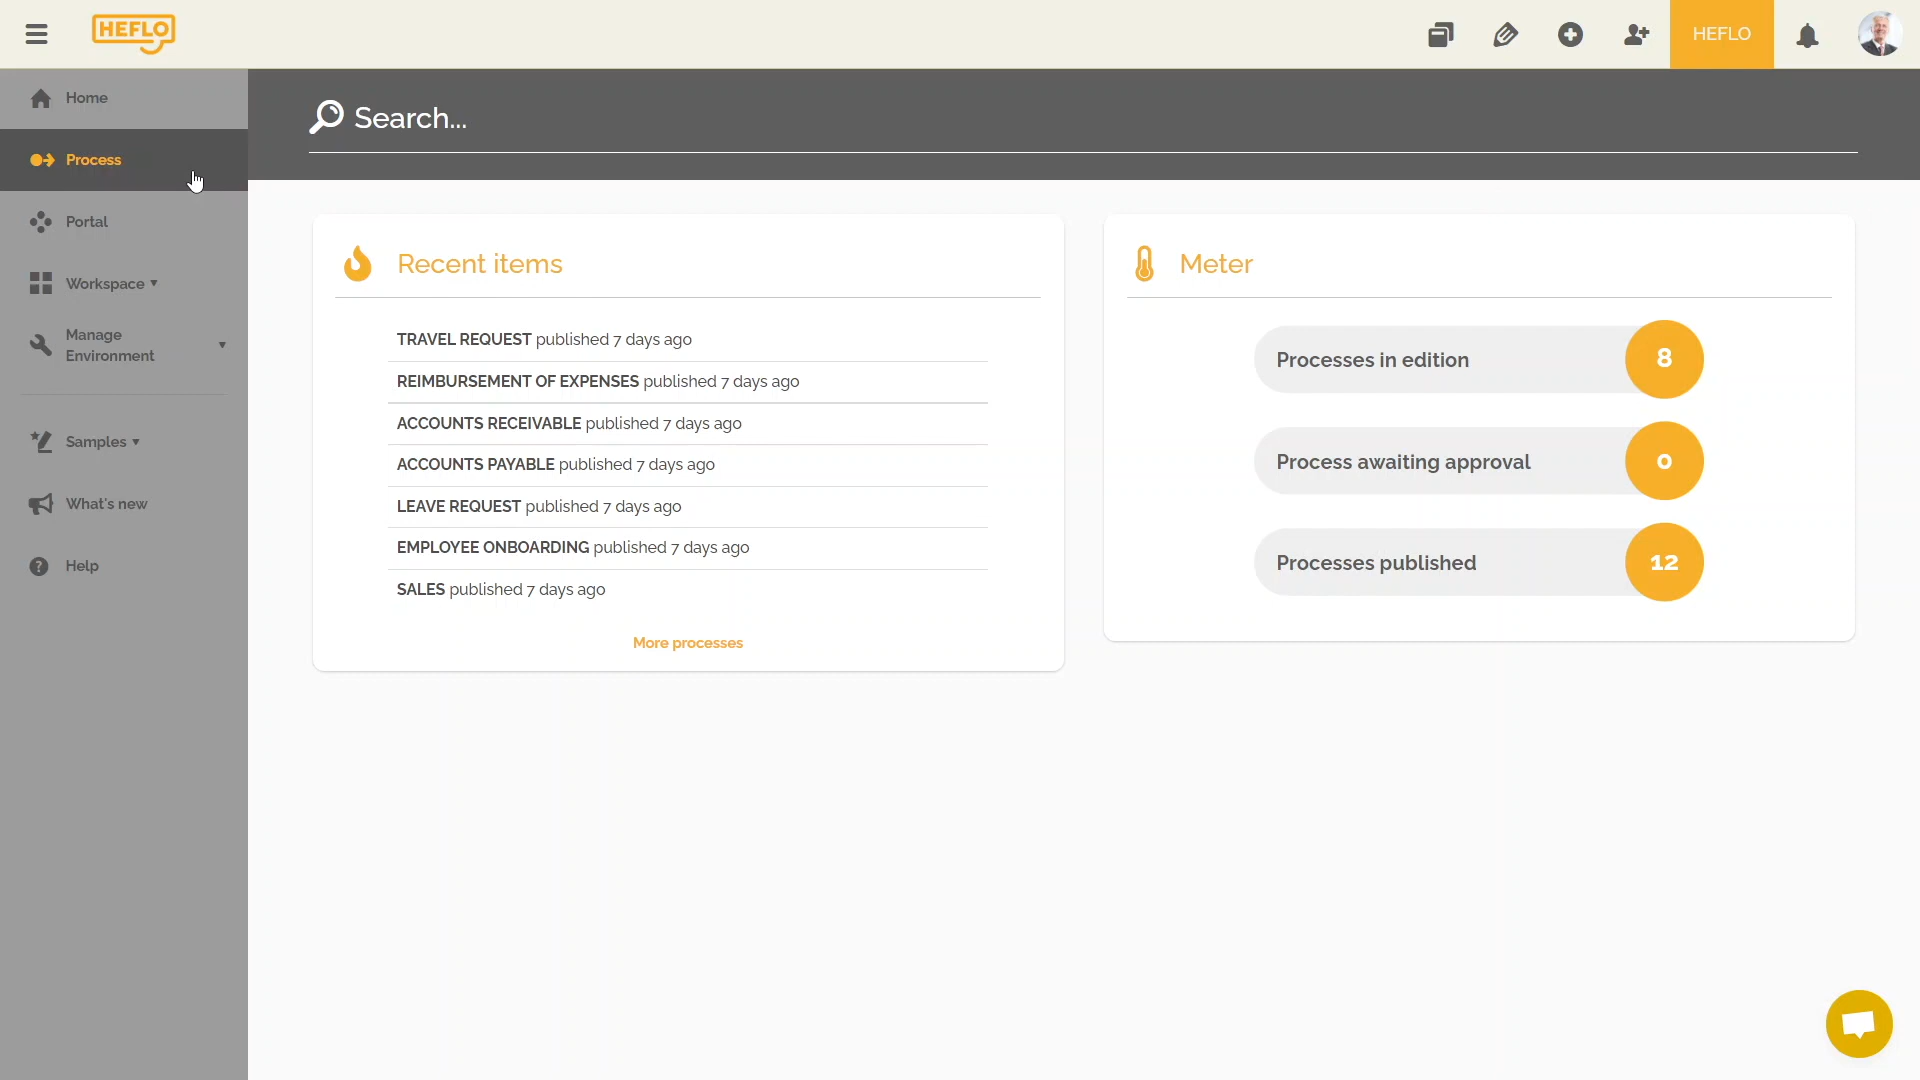 HEFLO
HEFLO
Home
Process
Portal
Workspace
Manage
Environment
Samples
What's new
Help
Search...
Recent items
TRAVEL REQUEST published 7 days ago
REIMBURSEMENT OF EXPENSES published 7 days ago
ACCOUNTS RECEIVABLE published 7 days ago
ACCOUNTS PAYABLE published 7 days ago
LEAVE REQUEST published 7 days ago
EMPLOYEE ONBOARDING published 7 days ago
SALES published 7 days ago
More processes
Meter
Processes in edition 8
Process awaiting approval 0
Processes published 12